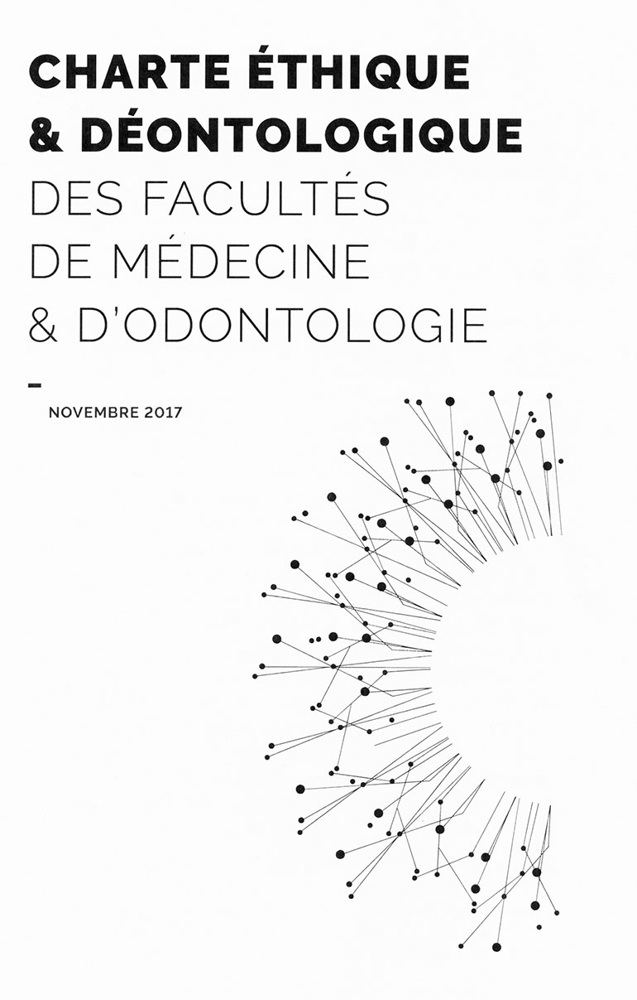 CHARTE ÉTHIQUE
& DÉONTOLOGIQUE
DES FACULTÉS
DE MÉDECINE
& D'ODONTOLOGIE
NOVEMBRE 2017